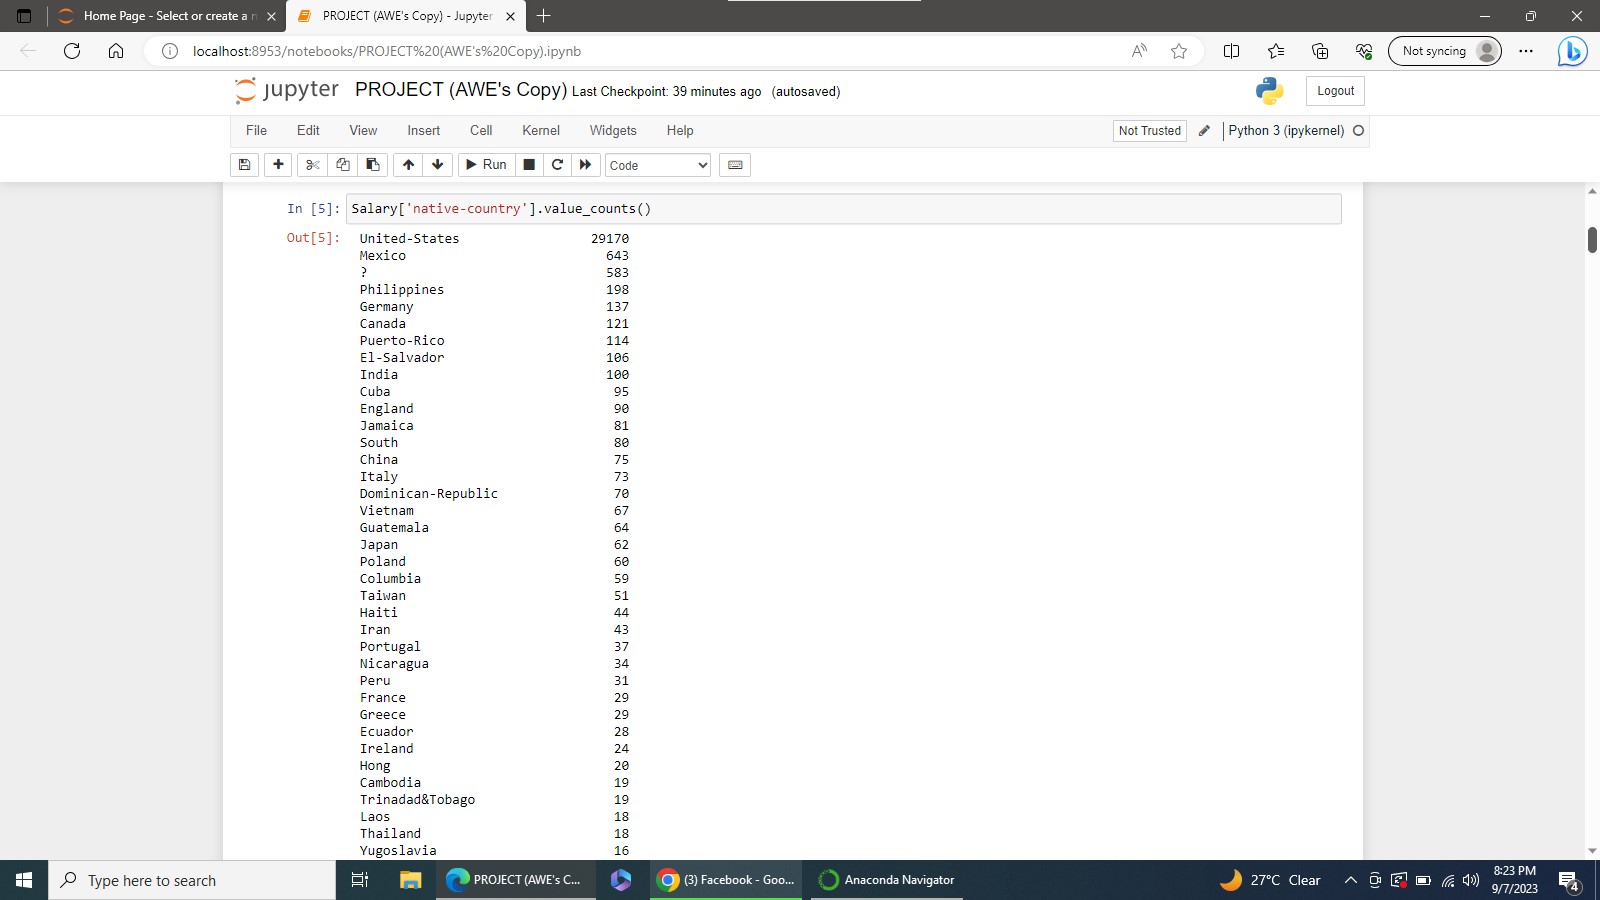 Home Page - Select or create a n
PROJECT (AWE's Copy) - Jupyter
localhost:8953/notebooks/PROJECT%20(AWE's%20Copy).ipynb
Not syncing
jupyter PROJECT (AWE's Copy) Last Checkpoint: 39 minutes ago (autosaved)
Logout
File Edit View Insert Cell Kernel Widgets Help
Not Trusted Python 3 (ipykernel)
Run Code
In [5]: Salary['native-country'].value_counts()
Out[5]: United-States 29170
Mexico 643
? 583
Philippines 198
Germany 137
Canada 121
Puerto-Rico 114
El-Salvador 106
India 100
Cuba 95
England 90
Jamaica 81
South 80
China 75
Italy 73
Dominican-Republic 70
Vietnam 67
Guatemala 64
Japan 62
Poland 60
Columbia 59
Taiwan 51
Haiti 44
Iran 43
Portugal 37
Nicaragua 34
Peru 31
France 29
Greece 29
Ecuador 28
Ireland 24
Hong 20
Cambodia 19
Trinadad&Tobago 19
Laos 18
Thailand 18
Yugoslavia 16
Type here to search
PROJECT (AWE's C...
(3) Facebook - Goo...
Anaconda Navigator
27°C Clear
8:23 PM
9/7/2023
4